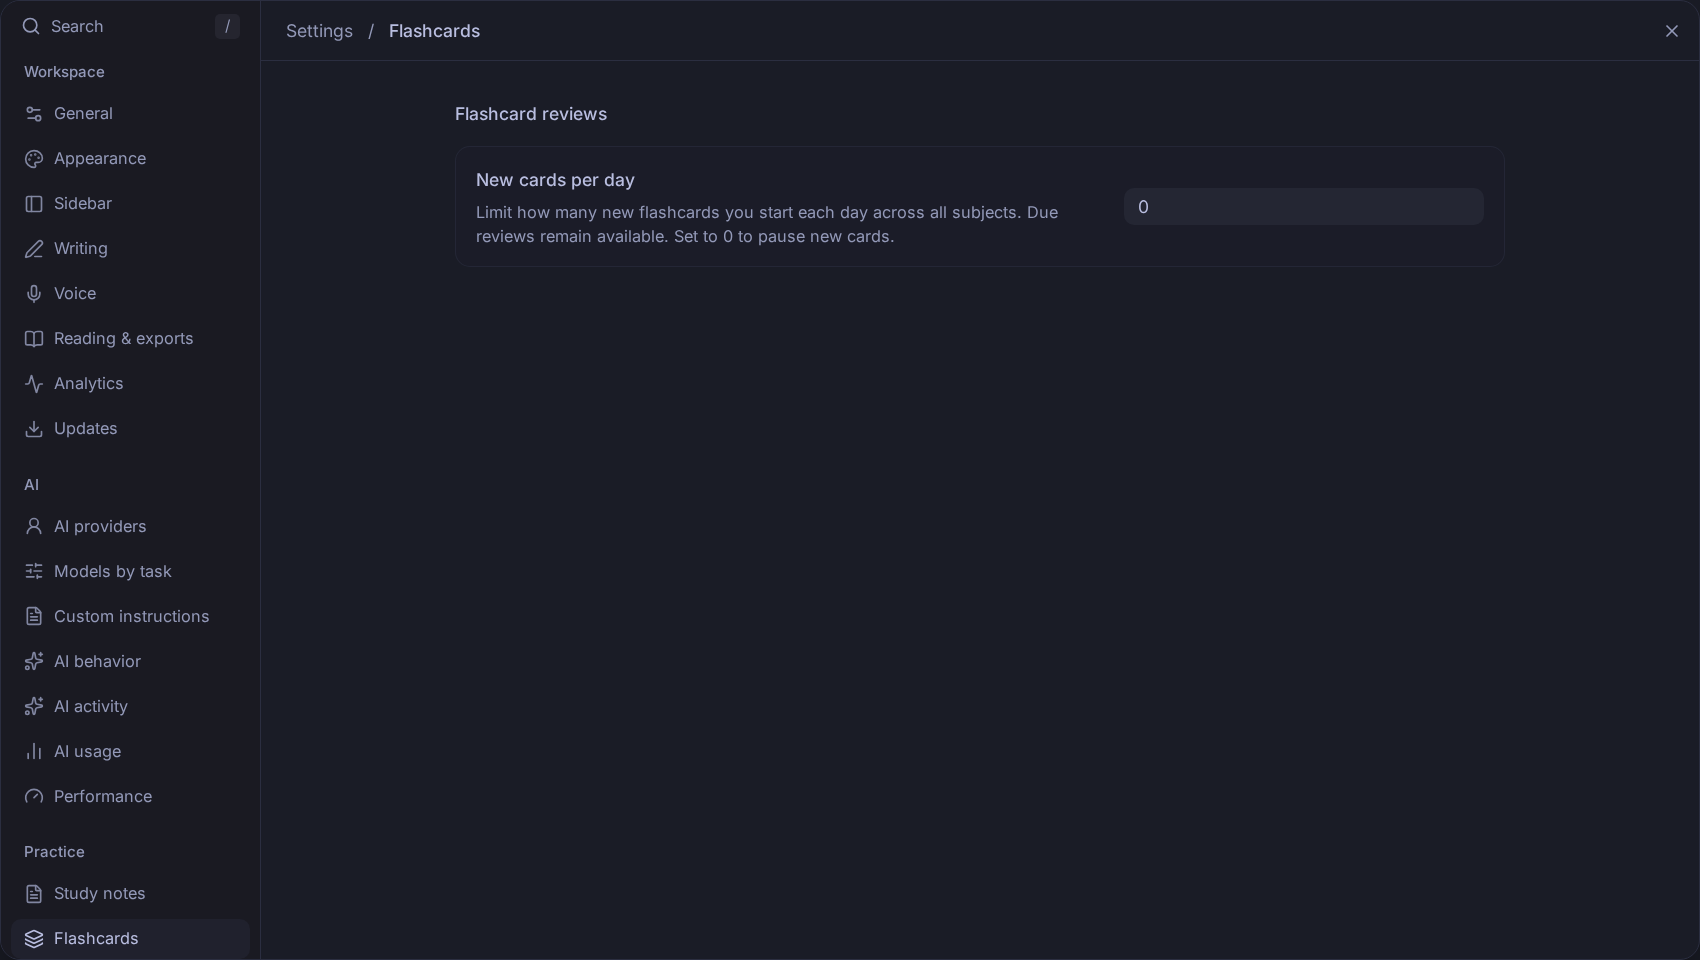 Search
/
Workspace
General
Appearance
Sidebar
Writing
Voice
Reading & exports
Analytics
Updates
AI
AI providers
Models by task
Custom instructions
AI behavior
AI activity
AI usage
Performance
Practice
Study notes
Flashcards
Settings / Flashcards
Flashcard reviews
New cards per day
Limit how many new flashcards you start each day across all subjects. Due
reviews remain available. Set to 0 to pause new cards.
0